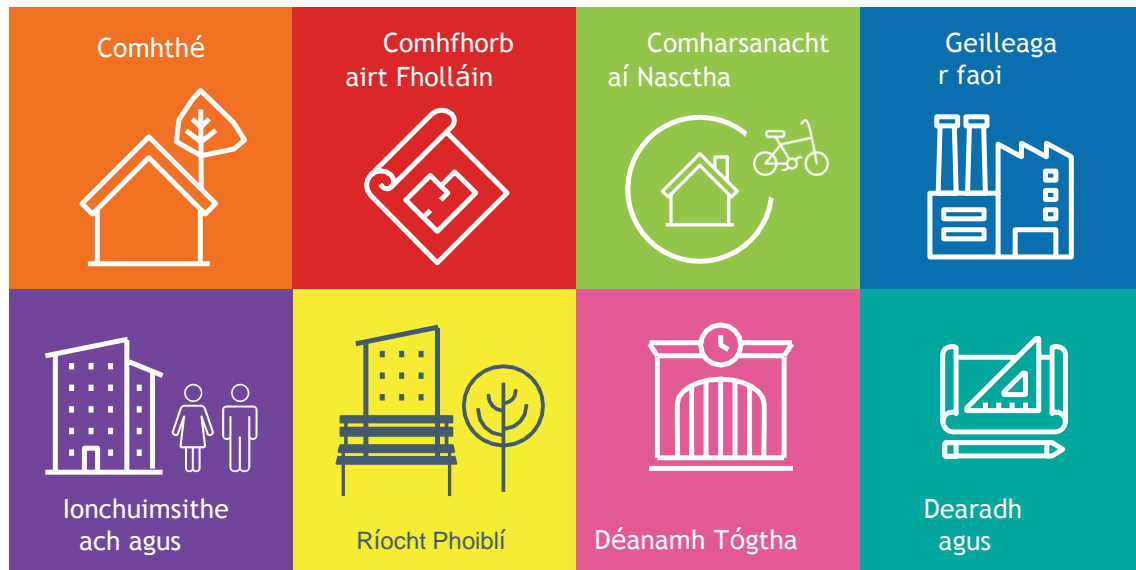 Comhthé
Comhfhorb
airt Fholláin
Comharsanacht
aí Nasctha
Geilleaga
r faoi
Ionchuimsithe
ach agus
Ríocht Phoiblí
Déanamh Tógtha
Dearadh
agus